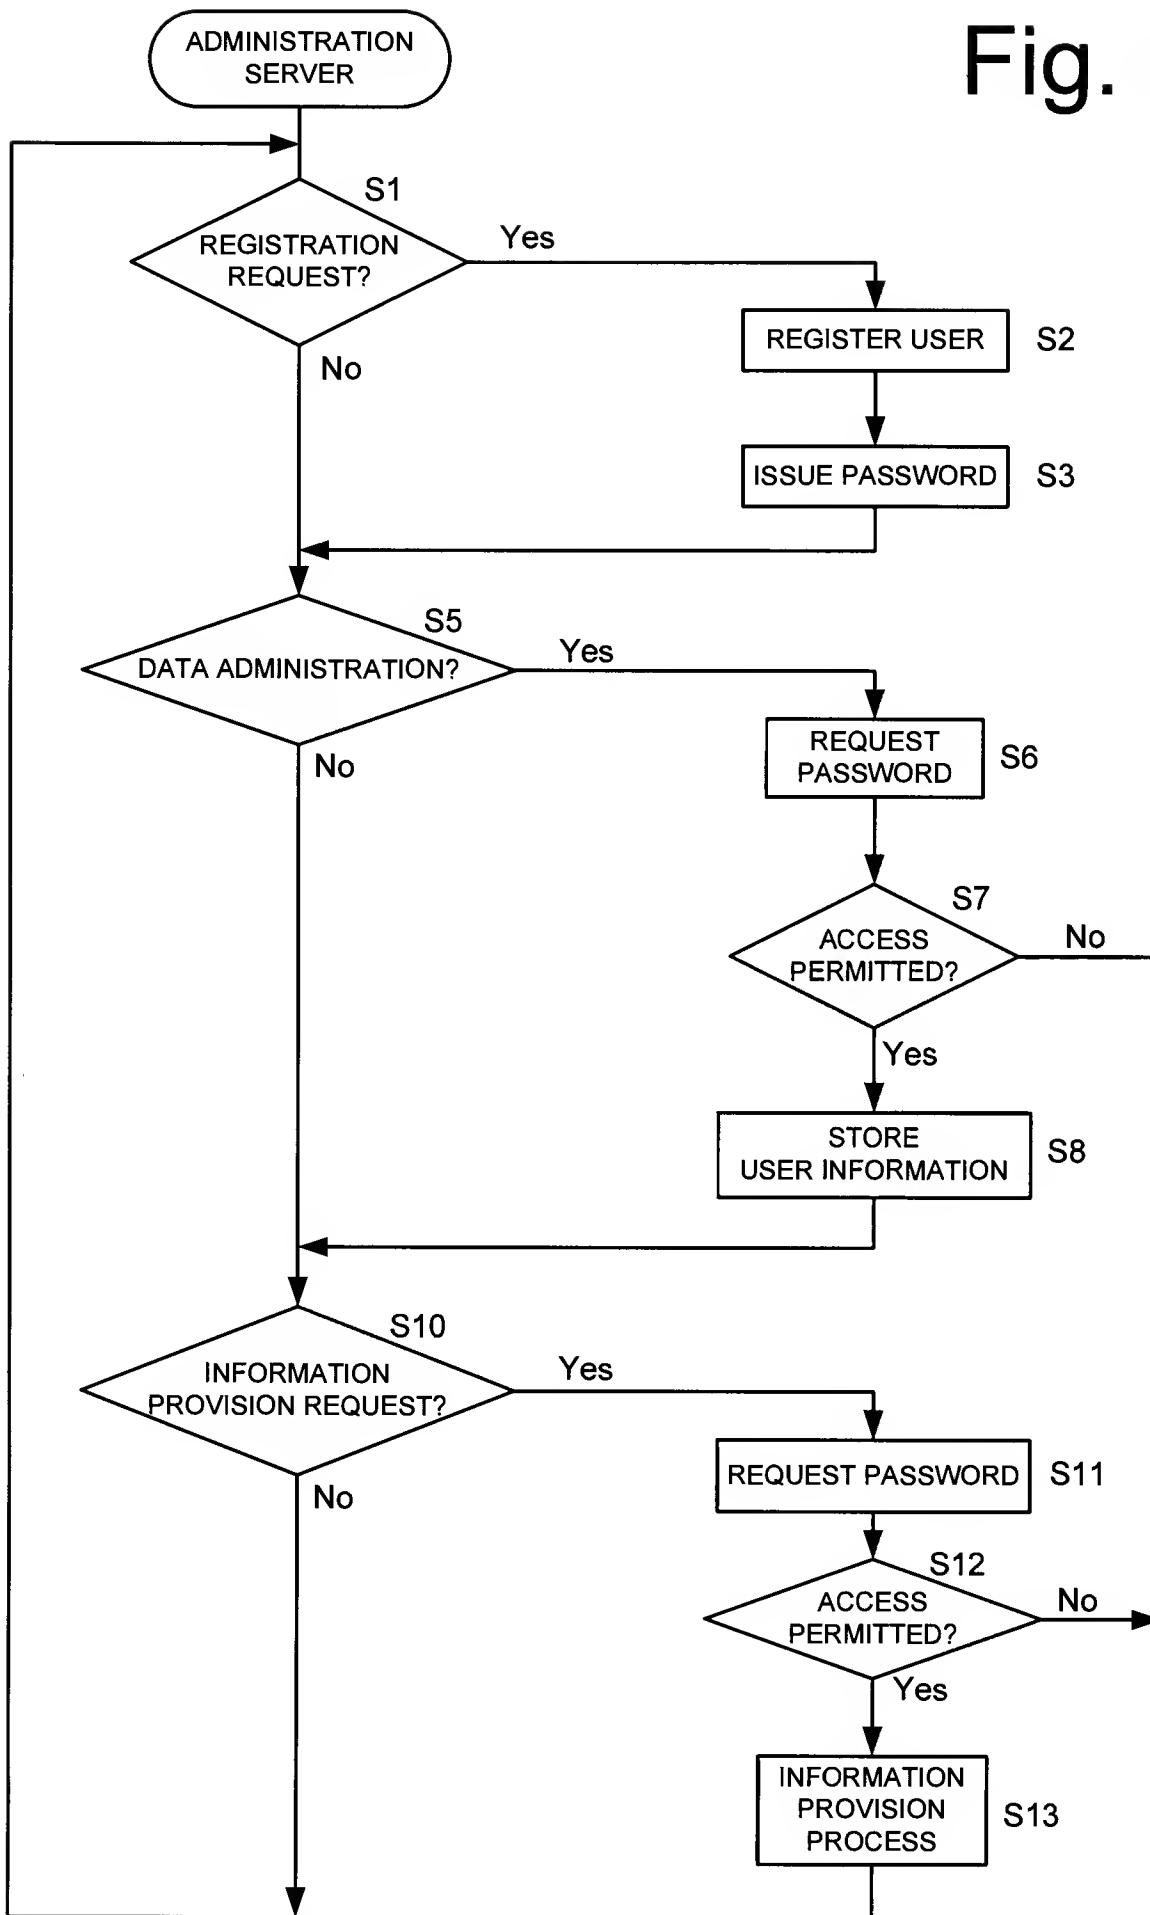 ADMINISTRATION
SERVER
Fig.
S1
REGISTRATION
REQUEST?
Yes
No
REGISTER USER
S2
ISSUE PASSWORD
S3
S5
DATA ADMINISTRATION?
Yes
No
REQUEST
PASSWORD
S6
S7
ACCESS
PERMITTED?
No
Yes
STORE
USER INFORMATION
S8
S10
INFORMATION
PROVISION REQUEST?
Yes
No
REQUEST PASSWORD
S11
S12
ACCESS
PERMITTED?
No
Yes
INFORMATION
PROVISION
PROCESS
S13